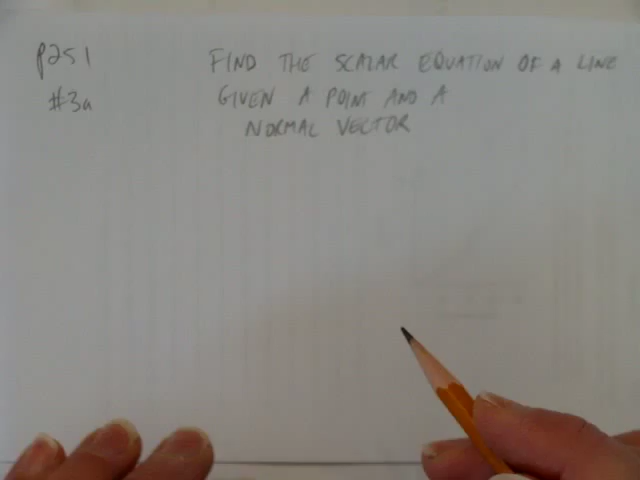 p251
#3a
FIND THE SCALAR EQUATION OF A LINE
GIVEN A POINT AND A
NORMAL VECTOR